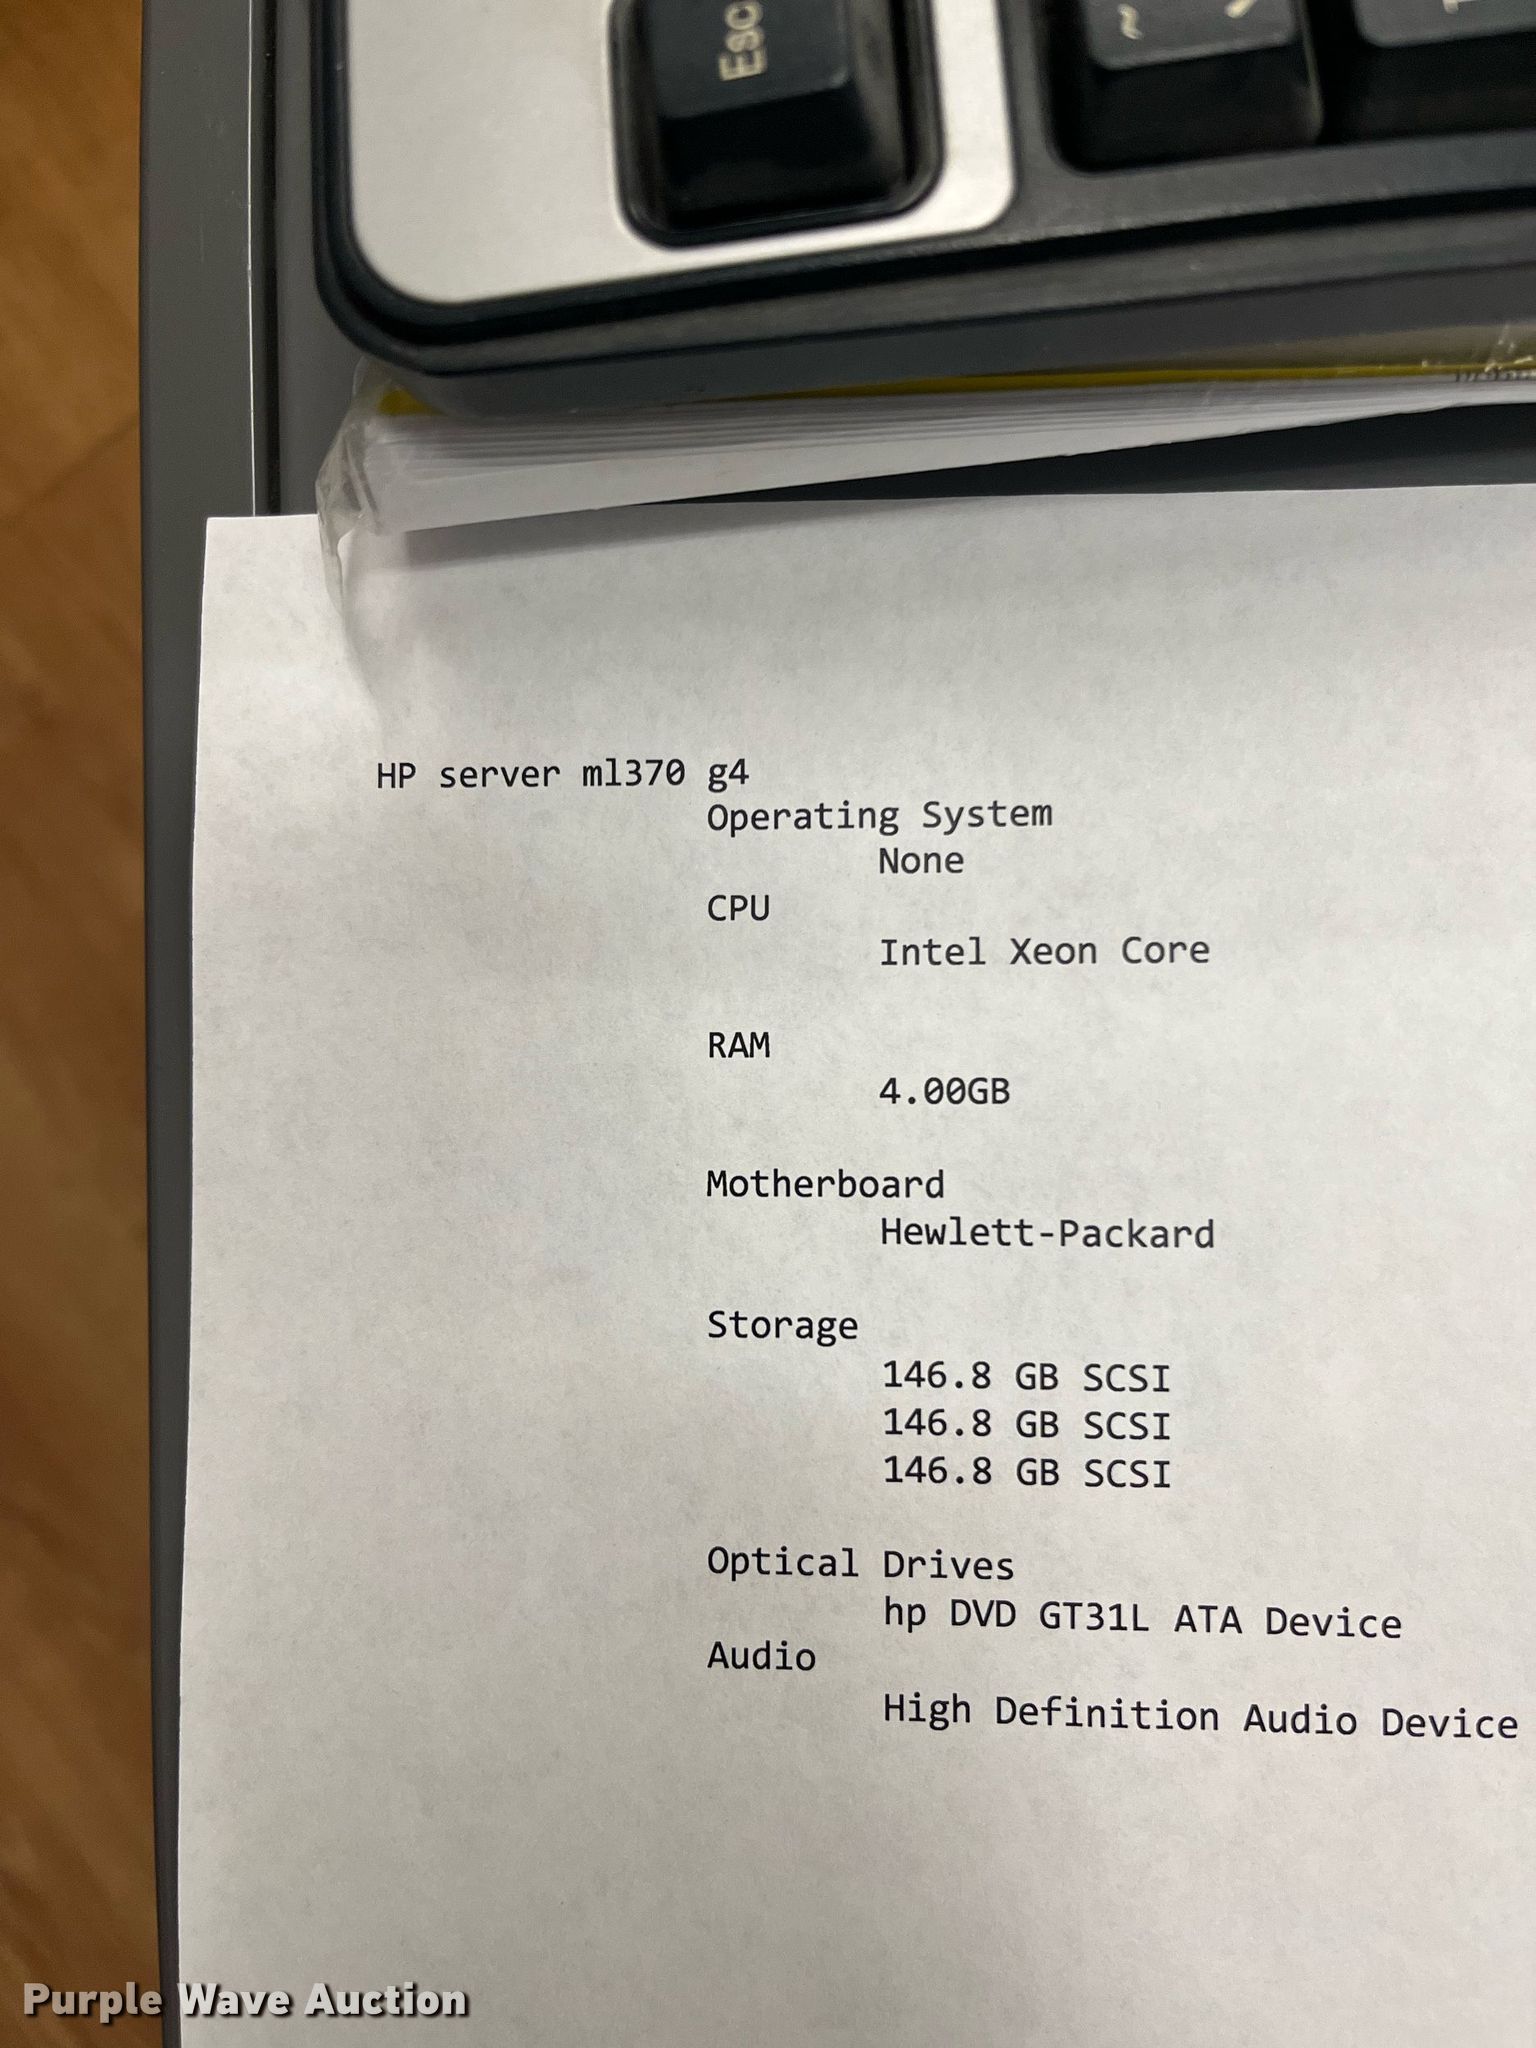 Esc
~ `
HP server ml370 g4
Operating System
None
CPU
Intel Xeon Core
RAM
4.00GB
Motherboard
Hewlett-Packard
Storage
146.8 GB SCSI
146.8 GB SCSI
146.8 GB SCSI
Optical Drives
hp DVD GT31L ATA Device
Audio
High Definition Audio Device
Purple Wave Auction